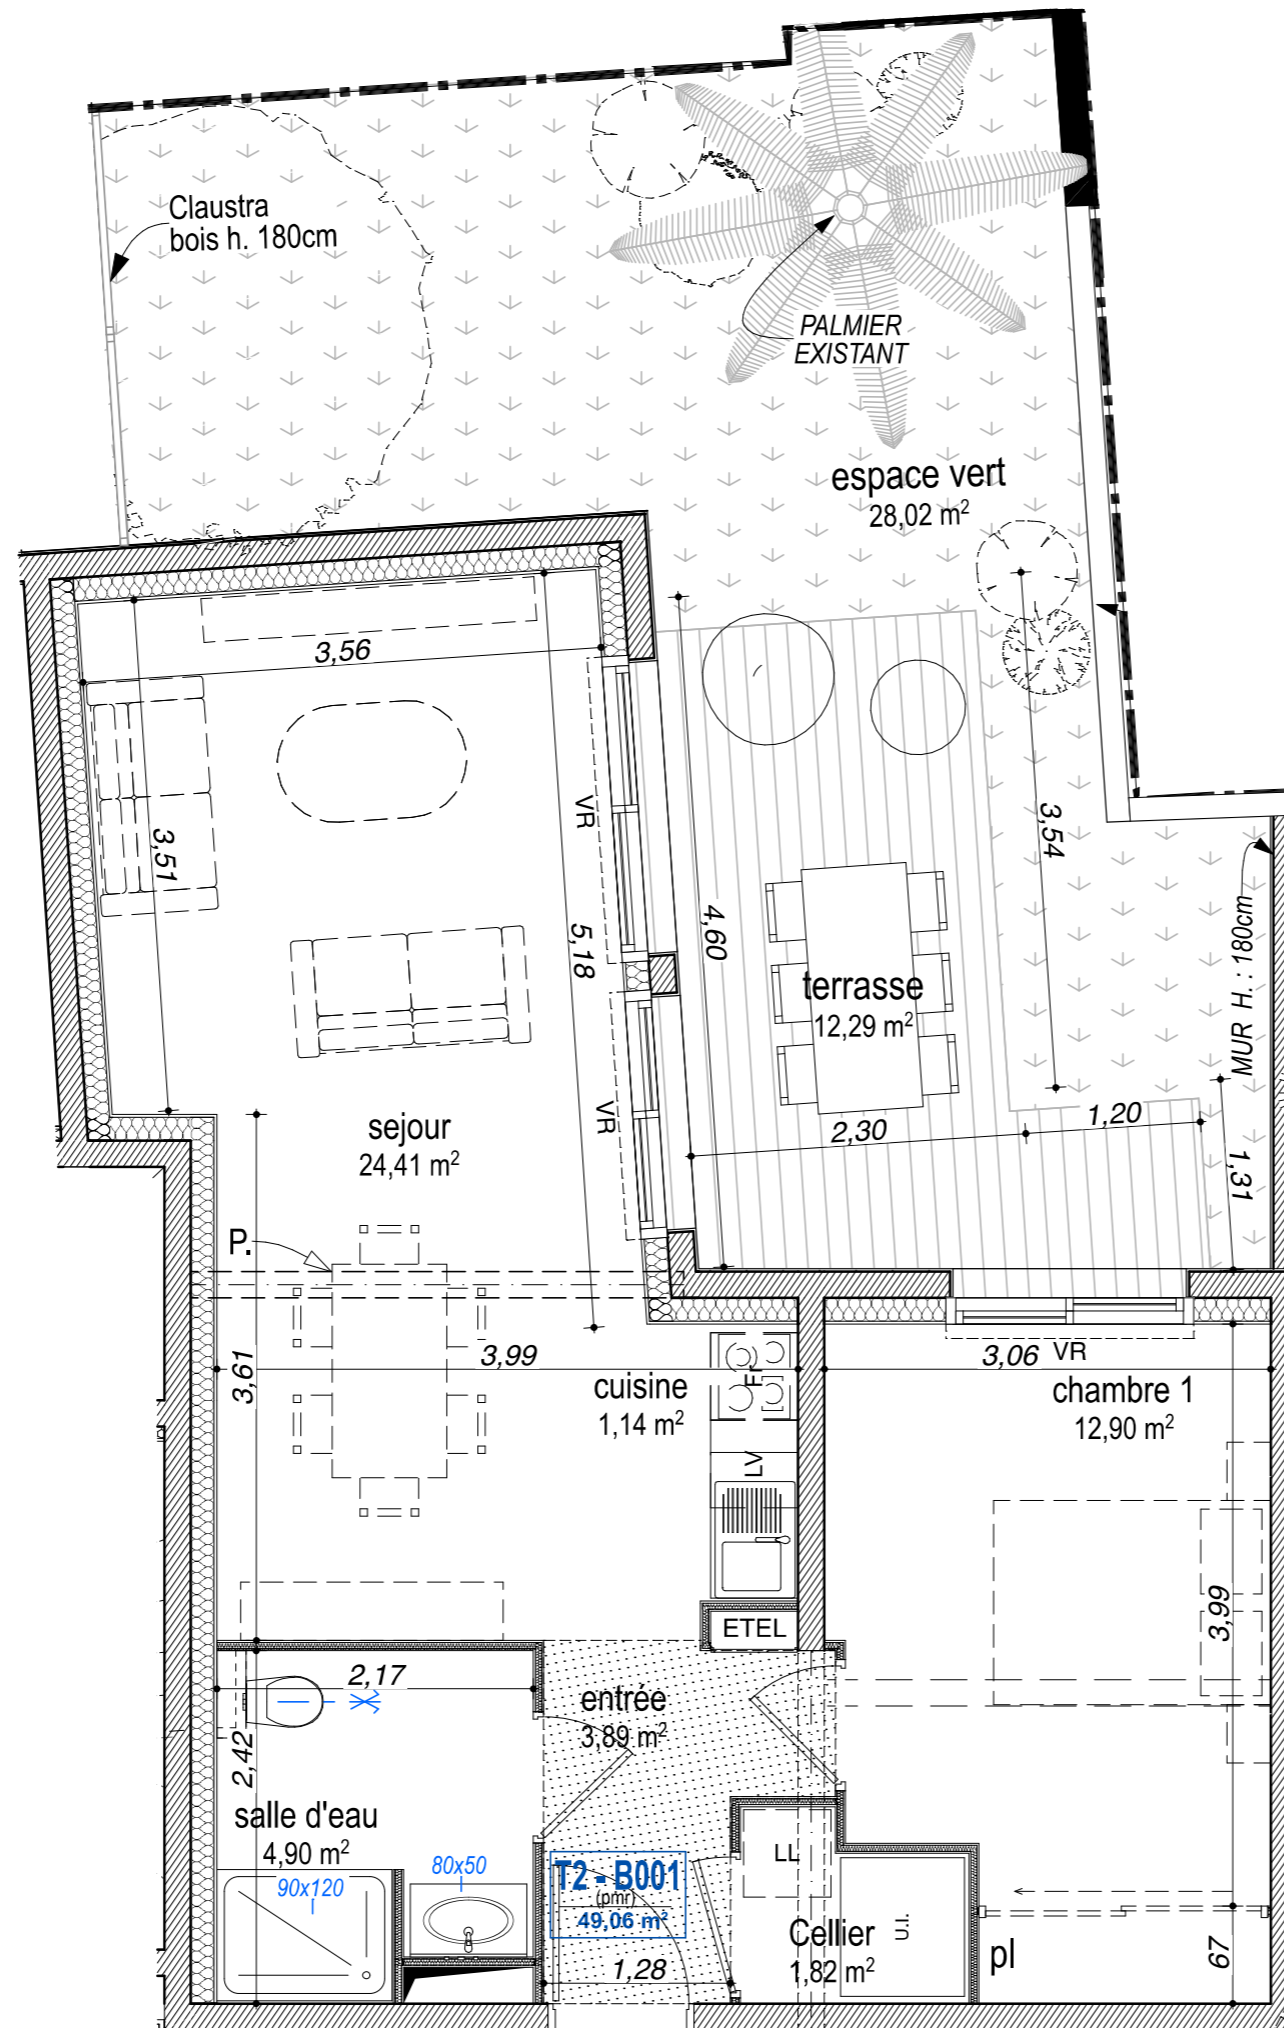 Claustra
bois h. 180cm
PALMIER
EXISTANT
espace vert
28,02 m²
3,56
3,51
VR
5,18
4,60
3,54
MUR H. : 180cm
terrasse
12,29 m²
sejour
24,41 m²
VR
2,30
1,20
1,31
P.
3,61
3,99
Fr
3,06
VR
cuisine
1,14 m²
chambre 1
12,90 m²
LV
3,99
ETEL
2,17
entrée
3,89 m²
2,42
salle d'eau
4,90 m²
90x120
80x50
T2 - B001
(pmr)
49,06 m²
LL
Cellier
1,82 m²
U.I.
pl
67
1,28